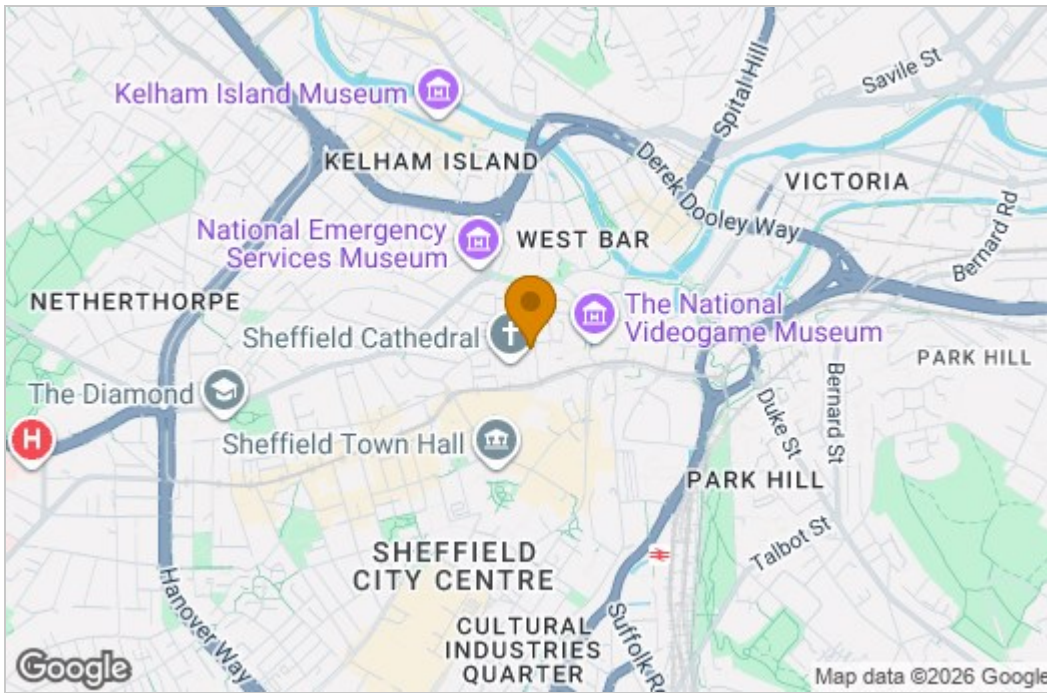 Savile St
Spital Hill
Kelham Island Museum
KELHAM ISLAND
Derek Dooley Way
VICTORIA
Bernard Rd
National Emergency
Services Museum
WEST BAR
NETHERTHORPE
Sheffield Cathedral
The National
Videogame Museum
PARK HILL
The Diamond
Bernard St
Duke St
H
Sheffield Town Hall
PARK HILL
Talbot St
SHEFFIELD
CITY CENTRE
Hanover Way
CULTURAL
INDUSTRIES
QUARTER
Google
Map data ©2026 Google